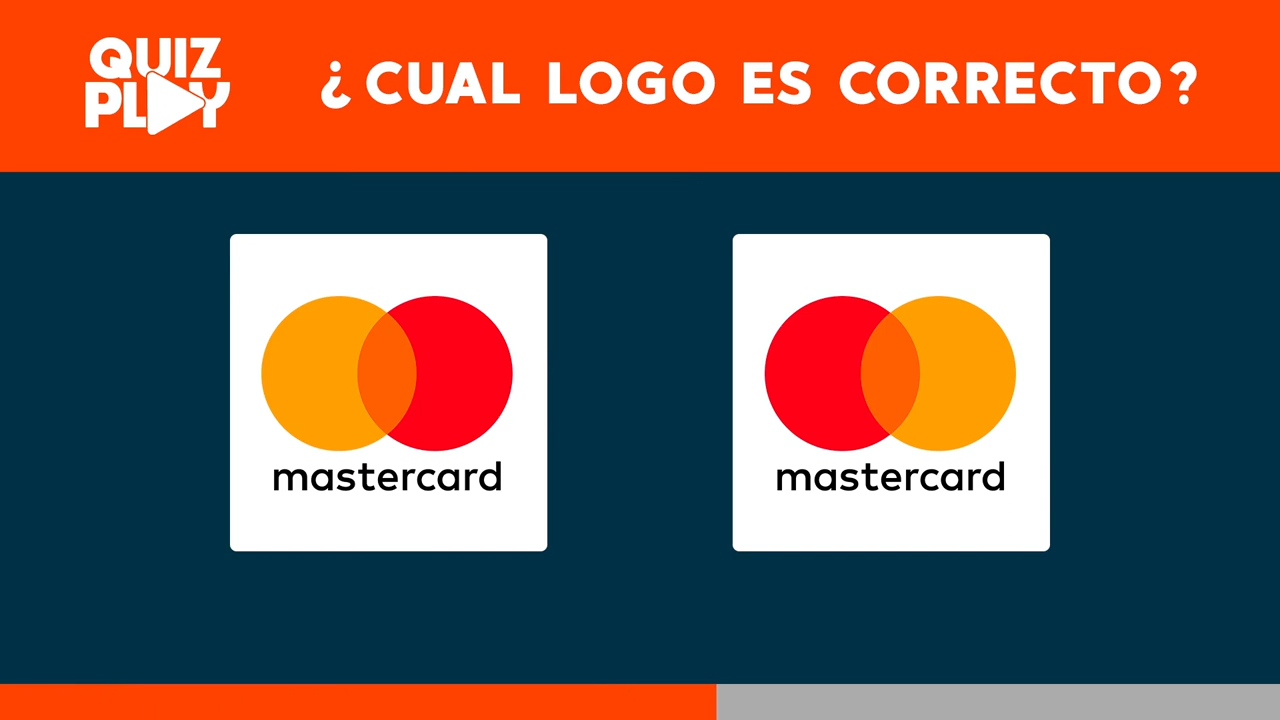 QUIZ
PLAY
¿CUAL LOGO ES CORRECTO?
mastercard
mastercard